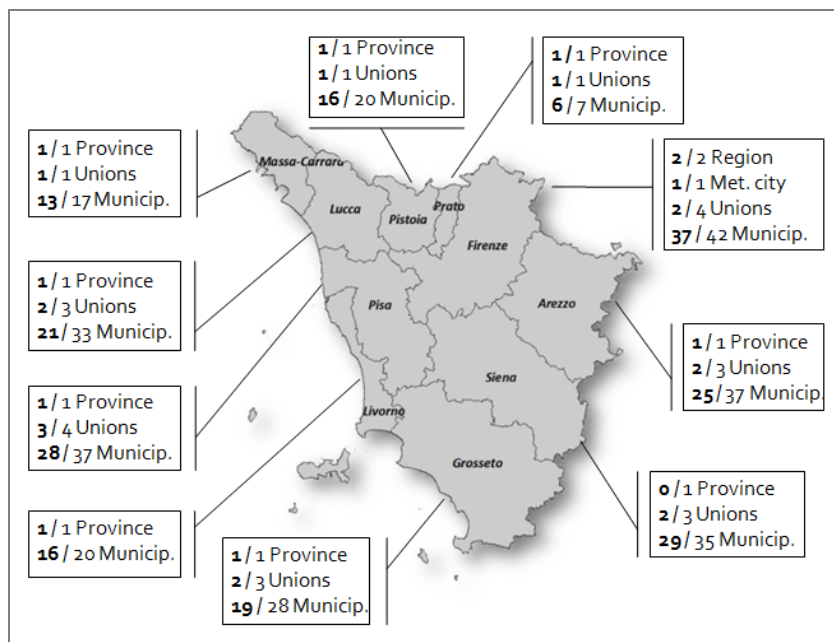 1 / 1 Province
1 / 1 Unions
16 / 20 Municip.
1 / 1 Province
1 / 1 Unions
6 / 7 Municip.
1 / 1 Province
1 / 1 Unions
13 / 17 Municip.
2 / 2 Region
1 / 1 Met. city
2 / 4 Unions
37 / 42 Municip.
Massa-Carrara
Lucca
Pistoia
Prato
Firenze
1 / 1 Province
2 / 3 Unions
21 / 33 Municip.
Pisa
Arezzo
1 / 1 Province
2 / 3 Unions
25 / 37 Municip.
Siena
1 / 1 Province
3 / 4 Unions
28 / 37 Municip.
Livorno
Grosseto
0 / 1 Province
2 / 3 Unions
29 / 35 Municip.
1 / 1 Province
16 / 20 Municip.
1 / 1 Province
2 / 3 Unions
19 / 28 Municip.